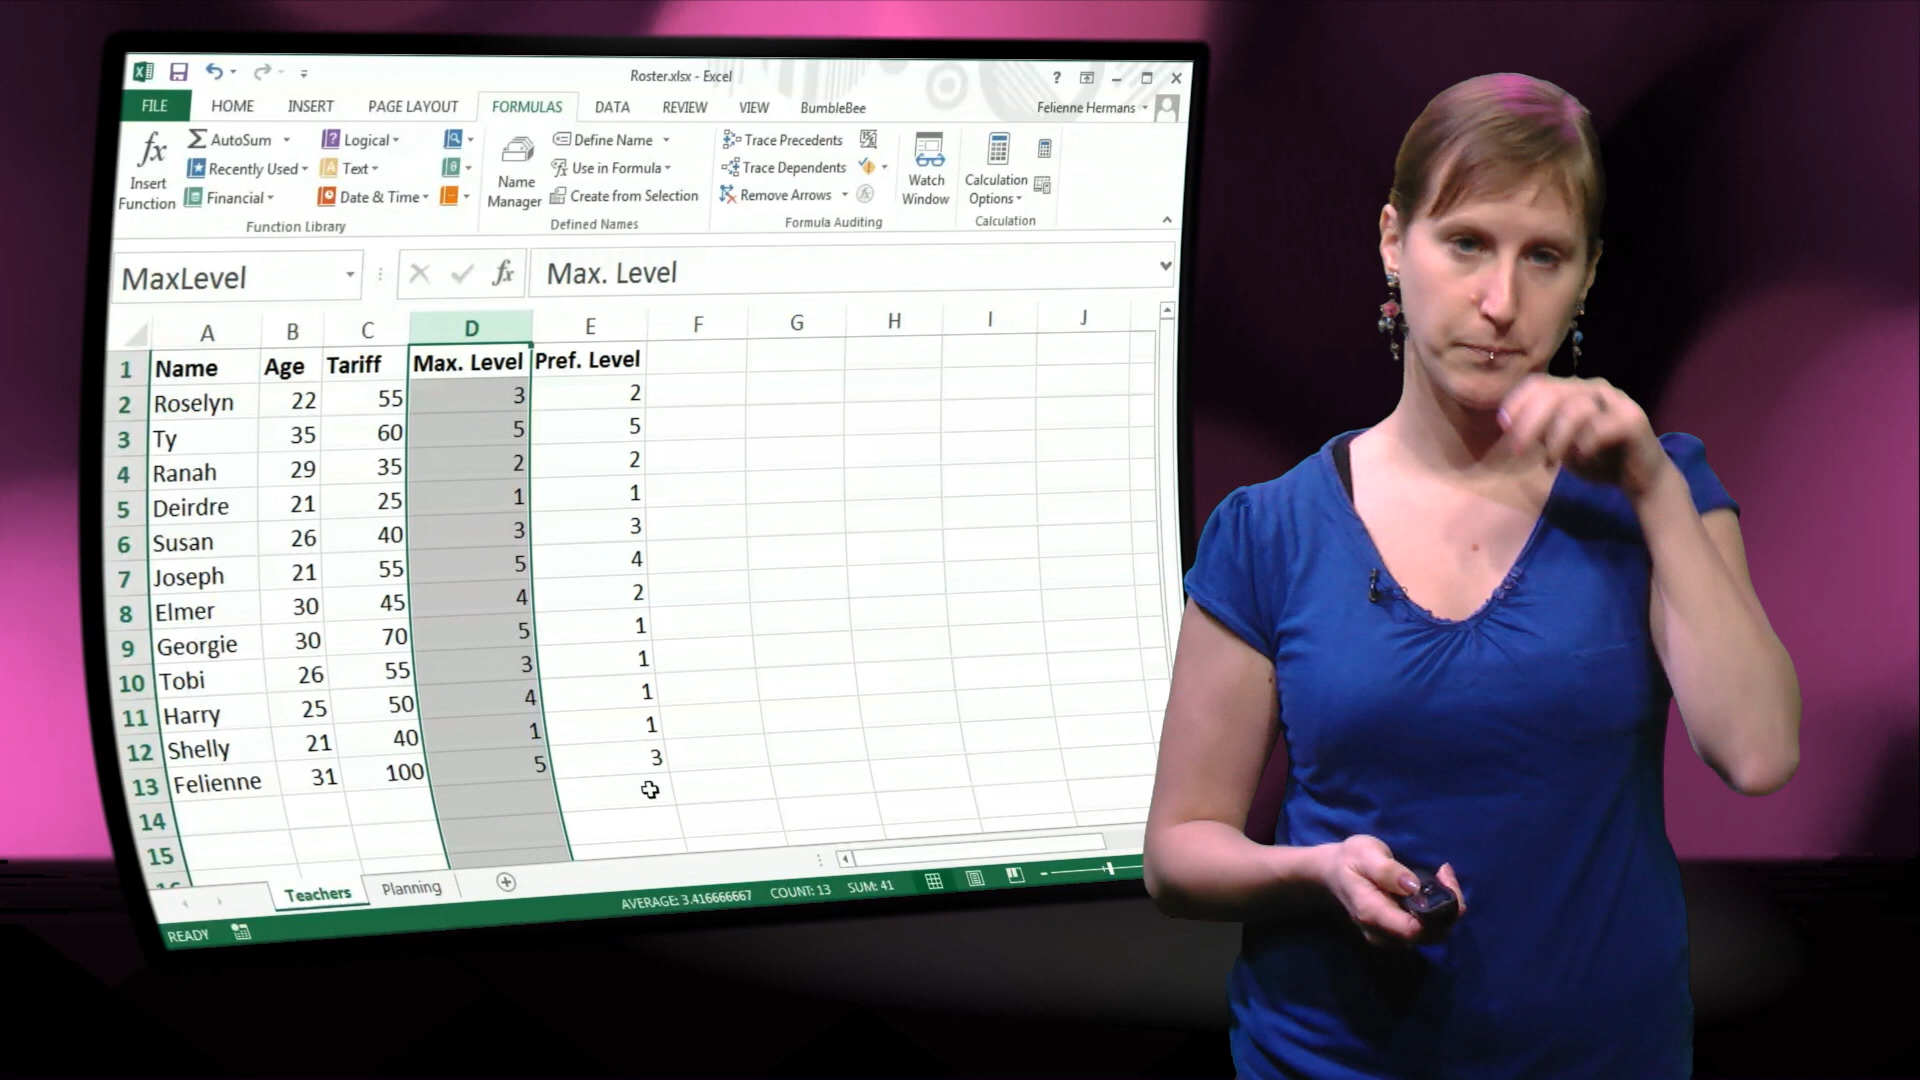 Roster.xlsx - Excel
FILE HOME INSERT PAGE LAYOUT FORMULAS DATA REVIEW VIEW BumbleBee Felienne Hermans
AutoSum Logical Define Name Trace Precedents
Recently Used Text Use in Formula Trace Dependents
Financial Date & Time Create from Selection Remove Arrows
Insert Function
Name Manager
Watch Window
Calculation Options
Function Library Defined Names Formula Auditing Calculation
MaxLevel fx Max. Level
A B C D E F G H I J
1 Name Age Tariff Max. Level Pref. Level
2 Roselyn 22 55 3 2
3 Ty 35 60 5 5
4 Ranah 29 35 2 2
5 Deirdre 21 25 1 1
6 Susan 26 40 3 3
7 Joseph 21 55 5 4
8 Elmer 30 45 4 2
9 Georgie 30 70 5 1
10 Tobi 26 55 3 1
11 Harry 25 50 4 1
12 Shelly 21 40 1 1
13 Felienne 31 100 5 3
14
15
Teachers Planning
READY AVERAGE: 3.416666667 COUNT: 13 SUM: 41